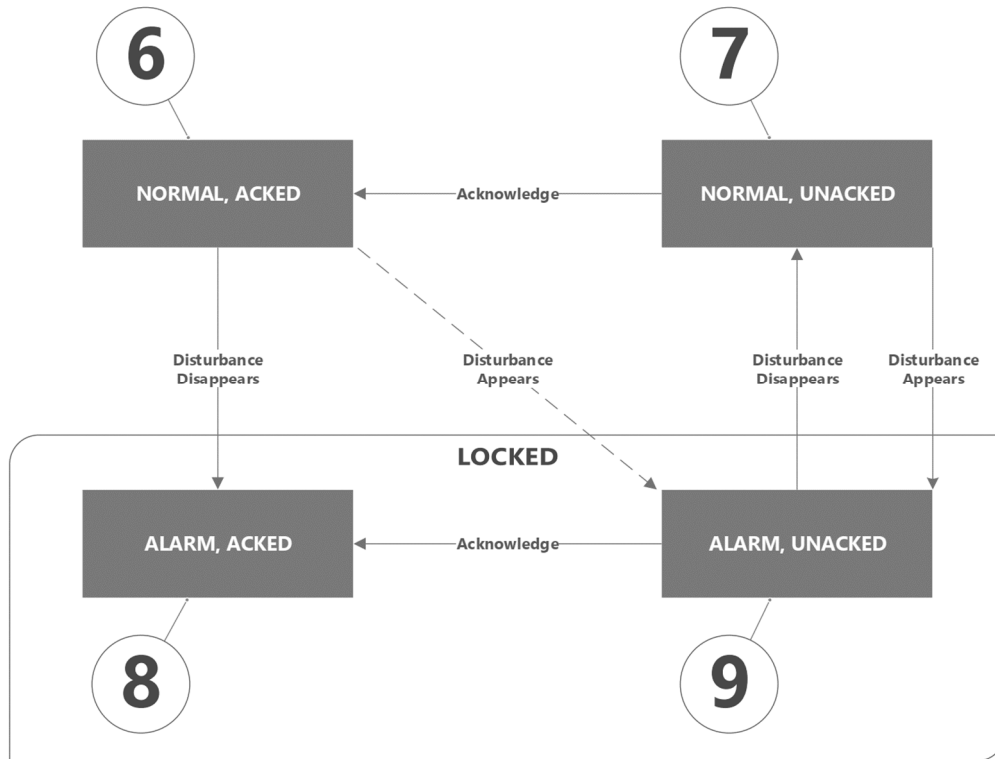 6
7
NORMAL, ACKED
Acknowledge
NORMAL, UNACKED
Disturbance
Disappears
Disturbance
Appears
Disturbance
Disappears
Disturbance
Appears
LOCKED
ALARM, ACKED
Acknowledge
ALARM, UNACKED
8
9